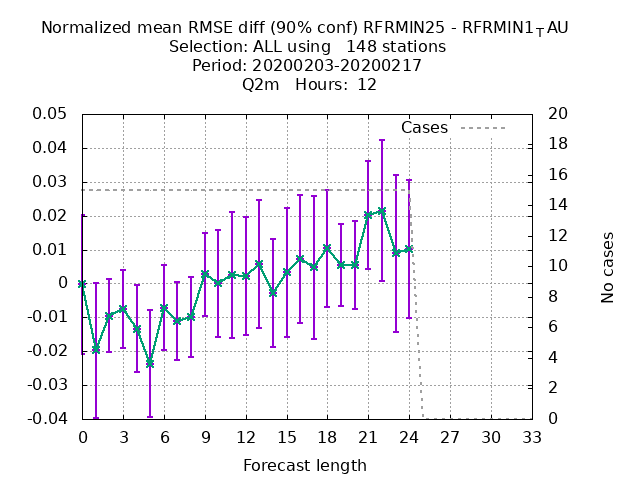 Normalized mean RMSE diff (90% conf) RFRMIN25 - RFRMIN1TAU
Selection: ALL using   148 stations
Period: 20200203-20200217
Q2m   Hours:  12
Cases
0.05
0.04
0.03
0.02
0.01
0
-0.01
-0.02
-0.03
-0.04
20
18
16
14
12
10
8
6
4
2
0
No cases
0 3 6 9 12 15 18 21 24 27 30 33
Forecast length